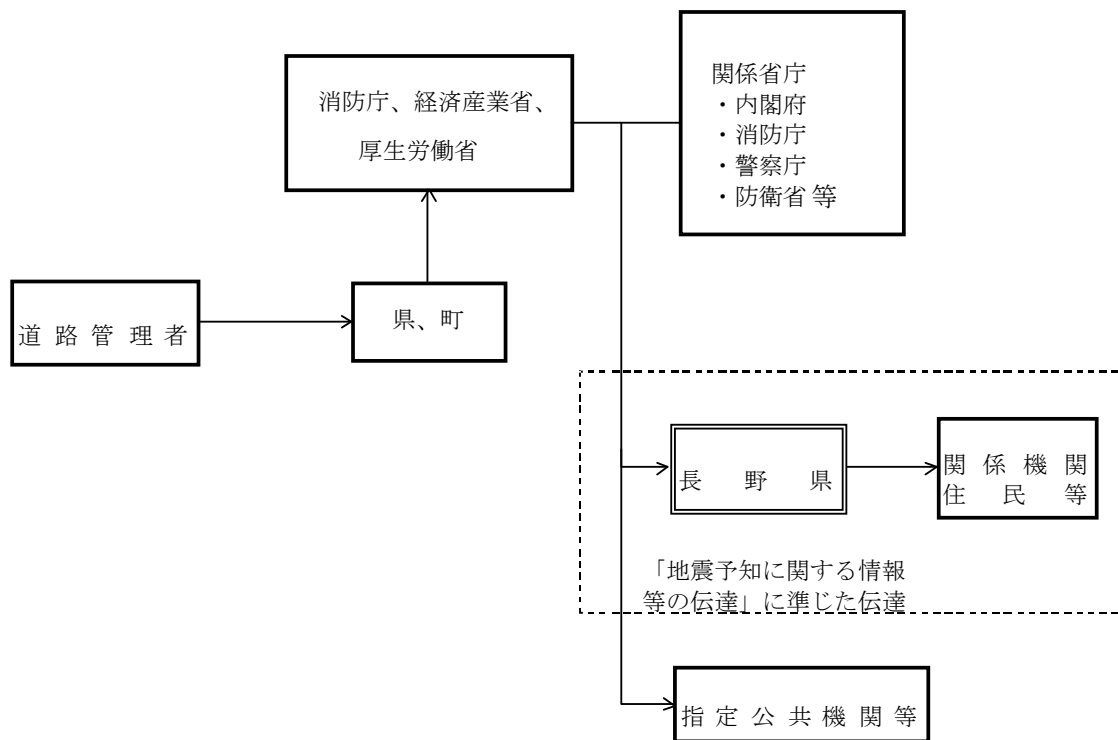 関係省庁
・内閣府
・消防庁
・警察庁
・防衛省等
消防庁、経済産業省、
厚生労働省
県、町
道路管理者
長野県
関係機関
住民等
「地震予知に関する情報
等の伝達」に準じた伝達
指定公共機関等